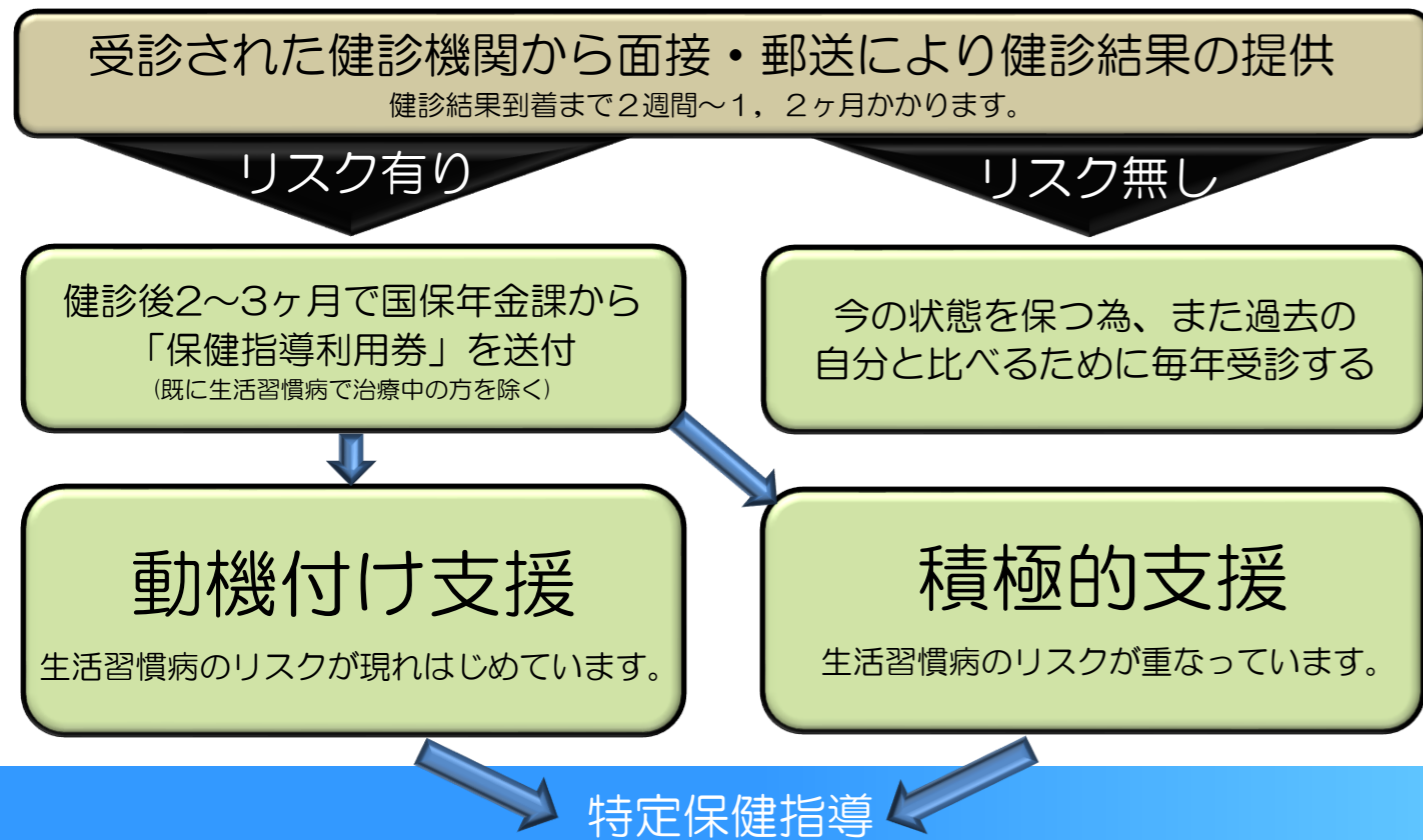 受診された健診機関から面接・郵送により健診結果の提供
健診結果到着まで２週間～１，２ヶ月かかります。
リスク有り
リスク無し
健診後2～3ヶ月で国保年金課から
「保健指導利用券」を送付
(既に生活習慣病で治療中の方を除く)
今の状態を保つ為、また過去の
自分と比べるために毎年受診する
動機付け支援
生活習慣病のリスクが現れはじめています。
積極的支援
生活習慣病のリスクが重なっています。
特定保健指導